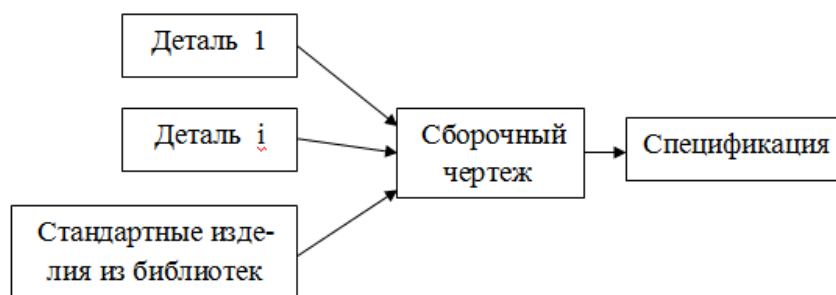 Деталь 1
Деталь i
Сборочный
чертеж
Спецификация
Стандартные изде-
лия из библиотек